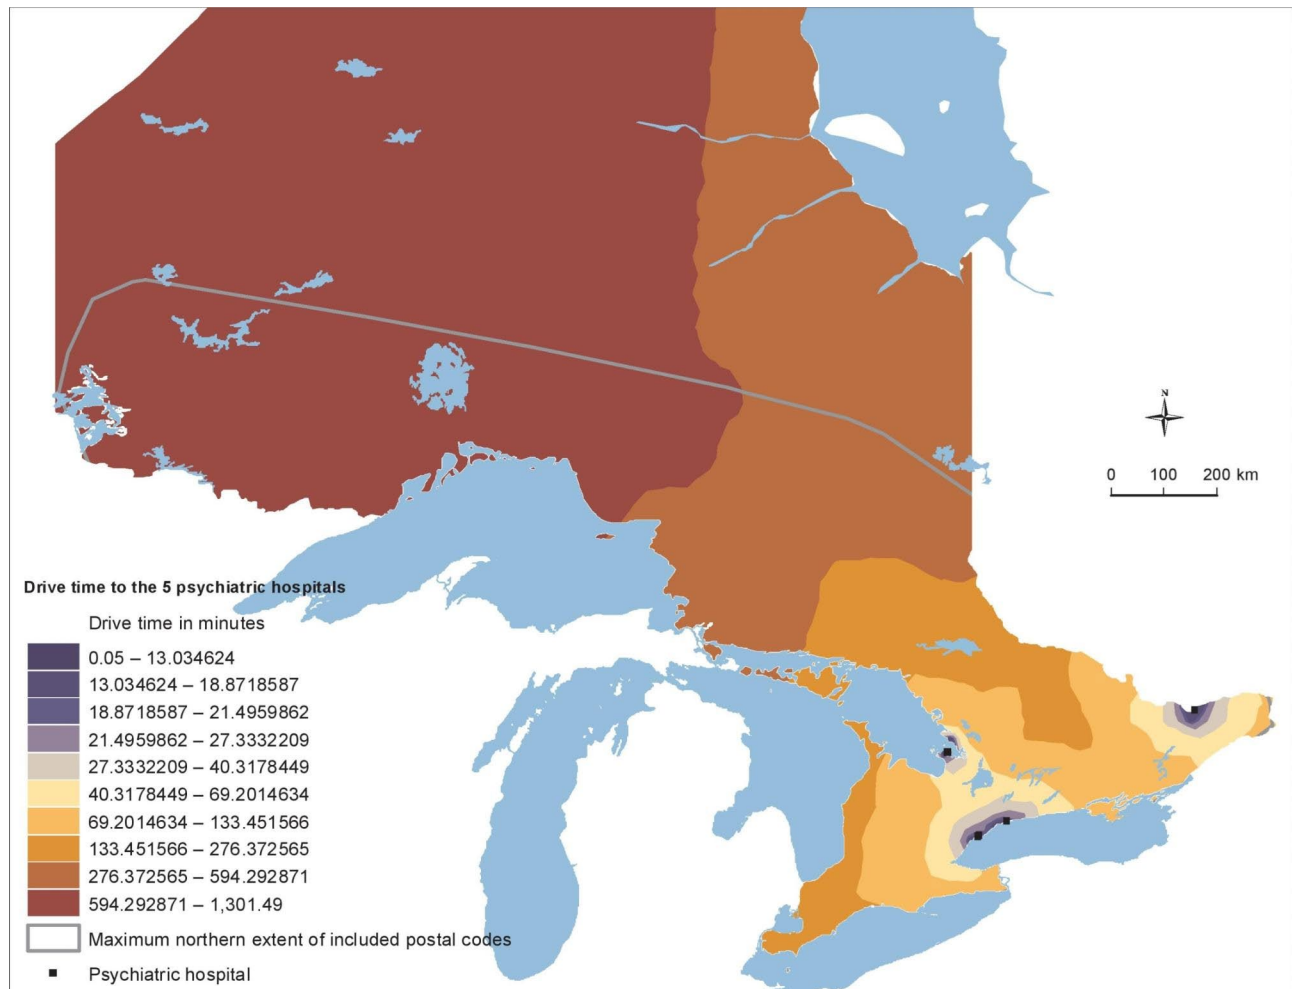 N
0 100 200 km
Drive time to the 5 psychiatric hospitals
Drive time in minutes
0.05 – 13.034624
13.034624 – 18.8718587
18.8718587 – 21.4959862
21.4959862 – 27.3332209
27.3332209 – 40.3178449
40.3178449 – 69.2014634
69.2014634 – 133.451566
133.451566 – 276.372565
276.372565 – 594.292871
594.292871 – 1,301.49
Maximum northern extent of included postal codes
Psychiatric hospital